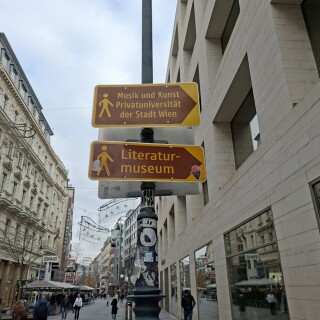 Musik und Kunst
Privatuniversität
der Stadt Wien
Literatur-
museum